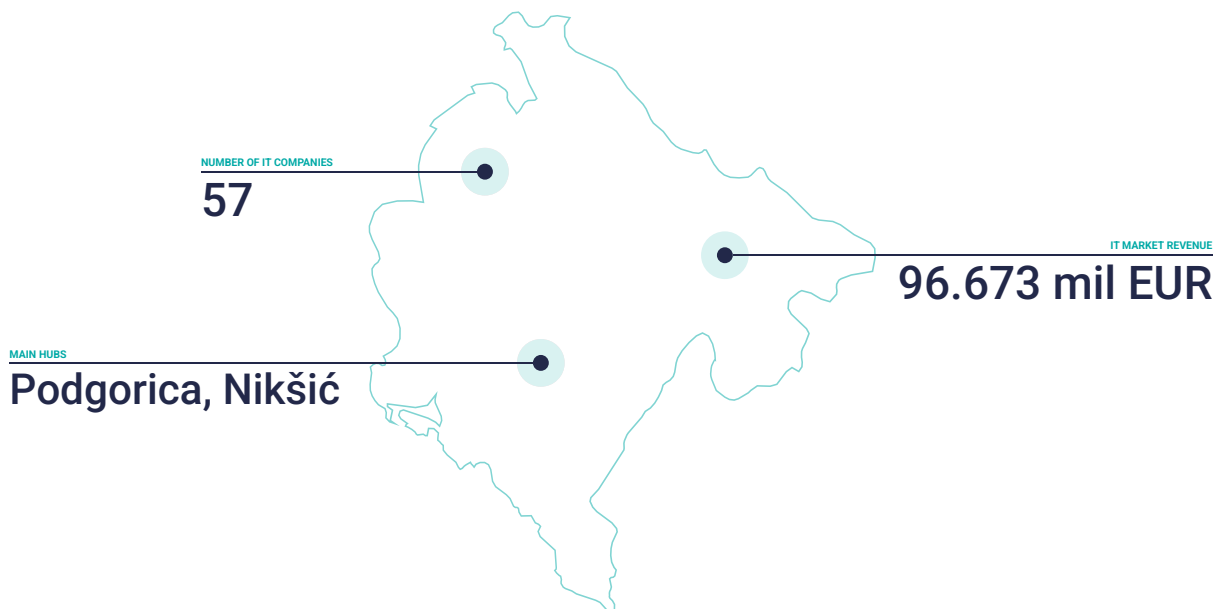 NUMBER OF IT COMPANIES
57
IT MARKET REVENUE
96.673 mil EUR
MAIN HUBS
Podgorica, Nikšić